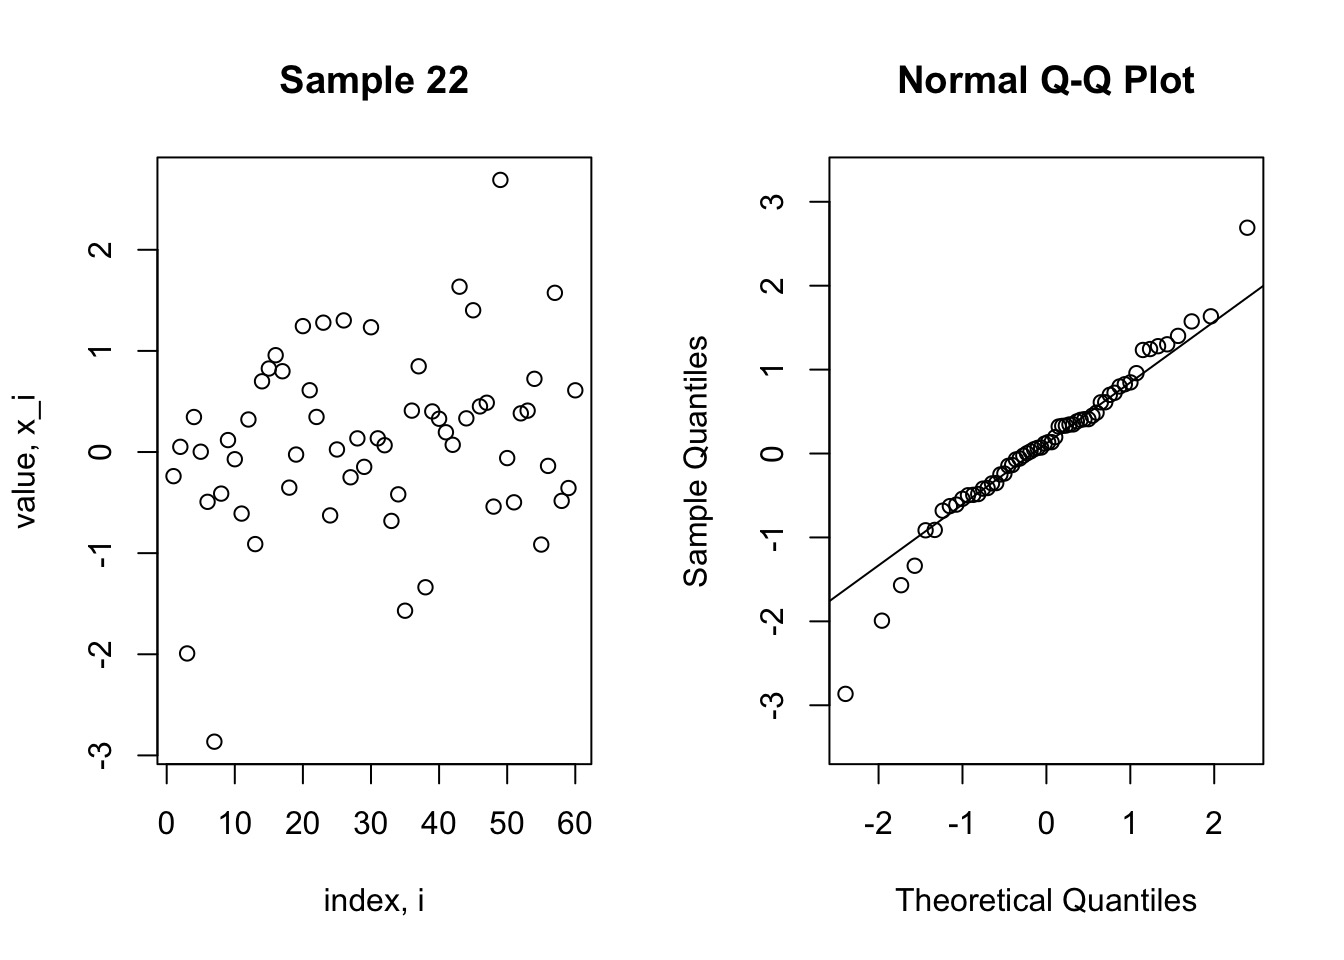 Sample 22
value, x_i
2
1
0
-1
-2
-3
0 10 20 30 40 50 60
index, i
Normal Q-Q Plot
Sample Quantiles
3
2
1
0
-1
-2
-3
-2 -1 0 1 2
Theoretical Quantiles